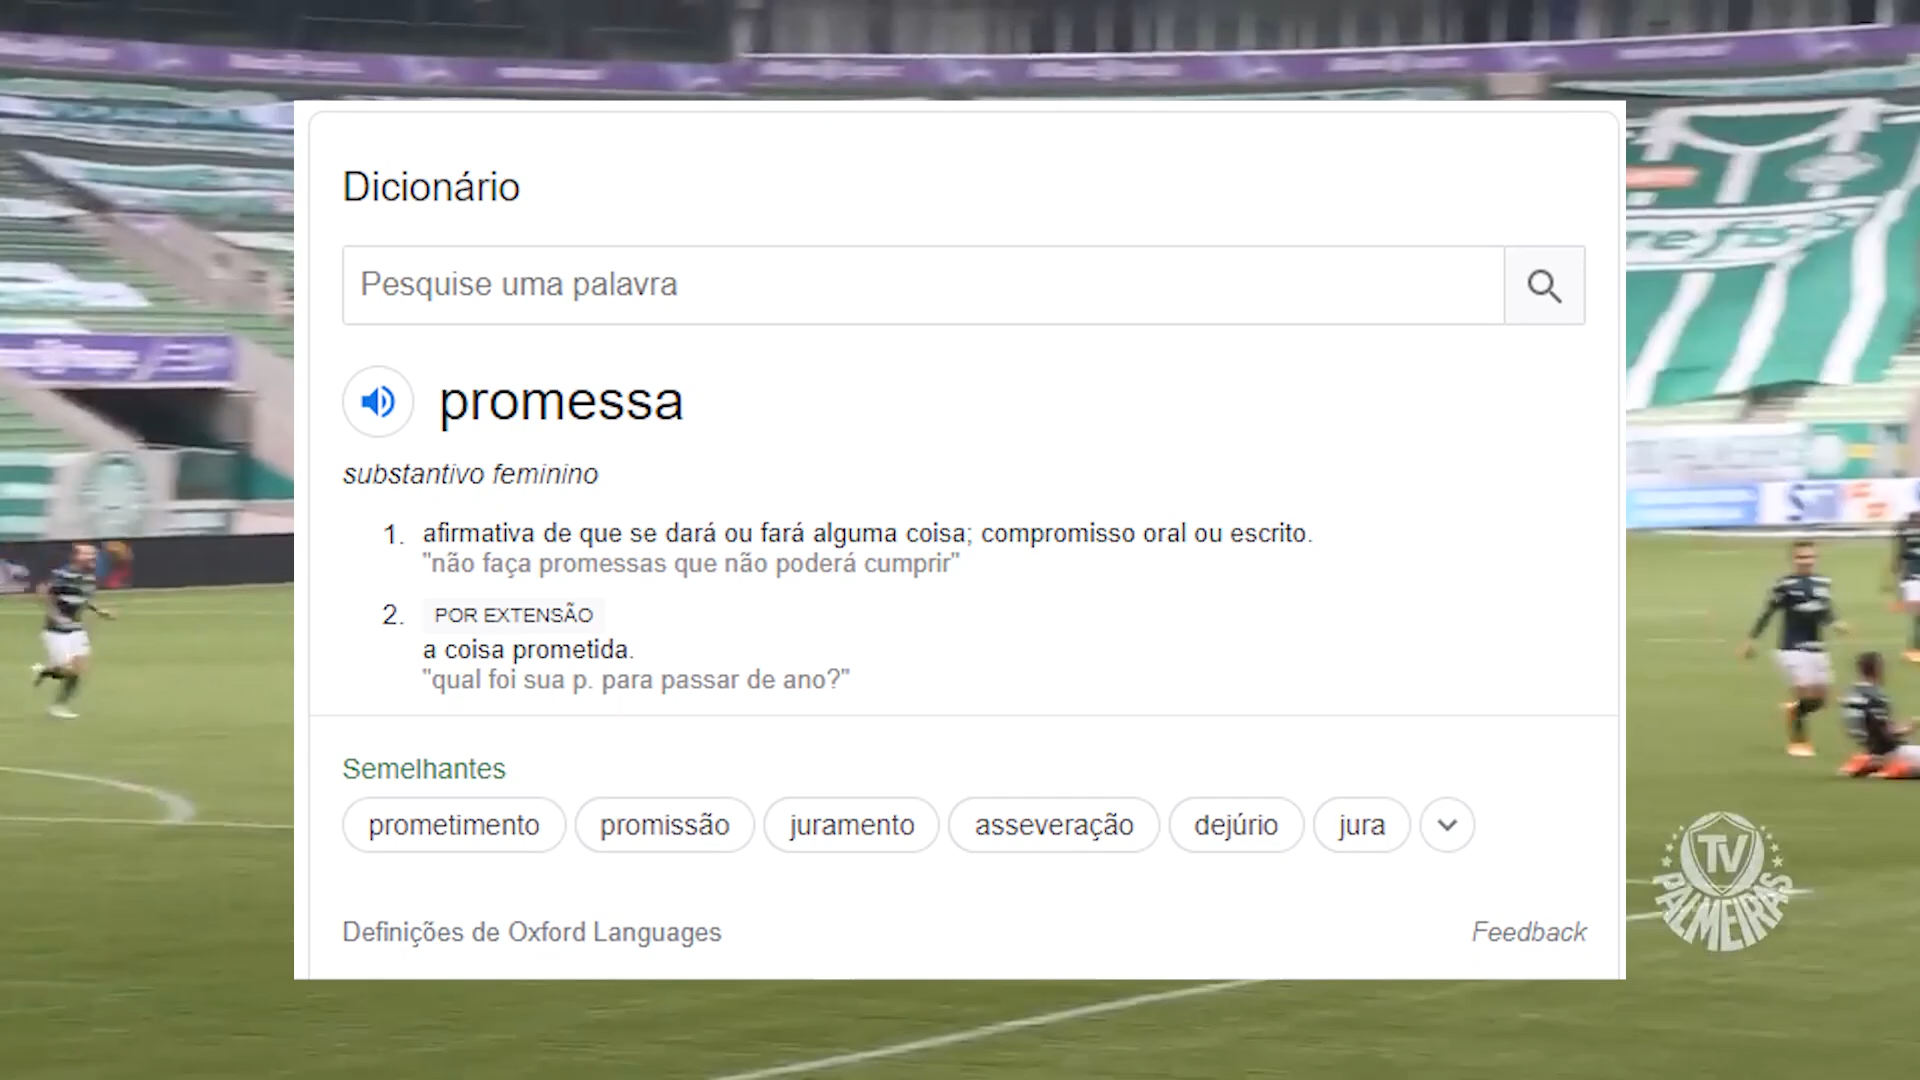 Dicionário
Pesquise uma palavra
promessa
substantivo feminino
1. afirmativa de que se dará ou fará alguma coisa; compromisso oral ou escrito.
"não faça promessas que não poderá cumprir"
2. POR EXTENSÃO
a coisa prometida.
"qual foi sua p. para passar de ano?"
Semelhantes
prometimento promissão juramento asseveração dejúrio jura
Definições de Oxford Languages Feedback
TV
PALMEIRAS